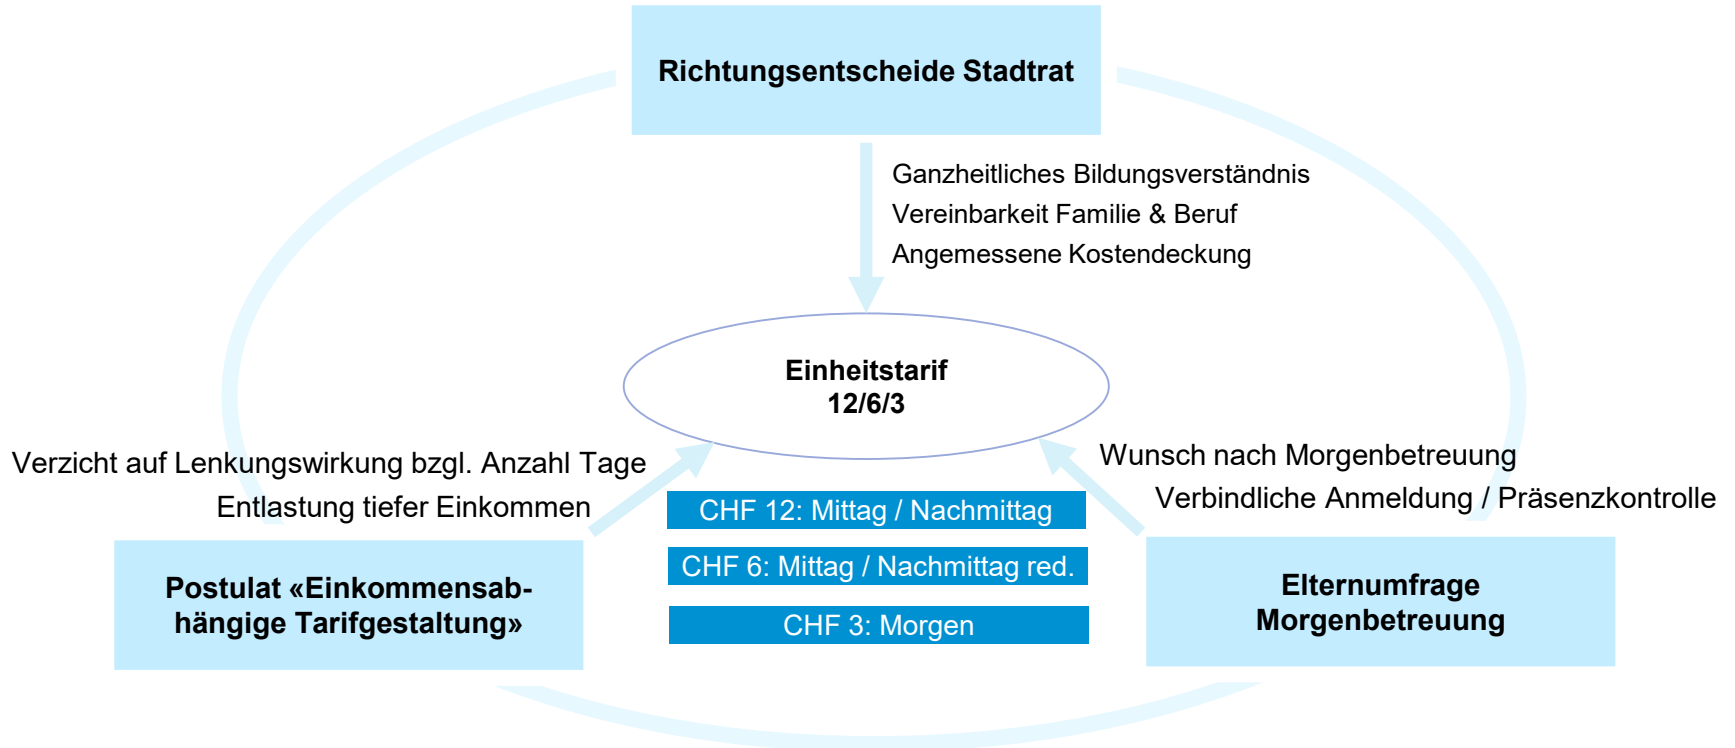 Richtungsentscheide Stadtrat
Ganzheitliches Bildungsverständnis
Vereinbarkeit Familie & Beruf
Angemessene Kostendeckung
Einheitstarif
12/6/3
Verzicht auf Lenkungswirkung bzgl. Anzahl Tage
Entlastung tiefer Einkommen
Wunsch nach Morgenbetreuung
Verbindliche Anmeldung / Präsenzkontrolle
CHF 12: Mittag / Nachmittag
CHF 6: Mittag / Nachmittag red.
CHF 3: Morgen
Postulat «Einkommensab-
hängige Tarifgestaltung»
Elternumfrage
Morgenbetreuung